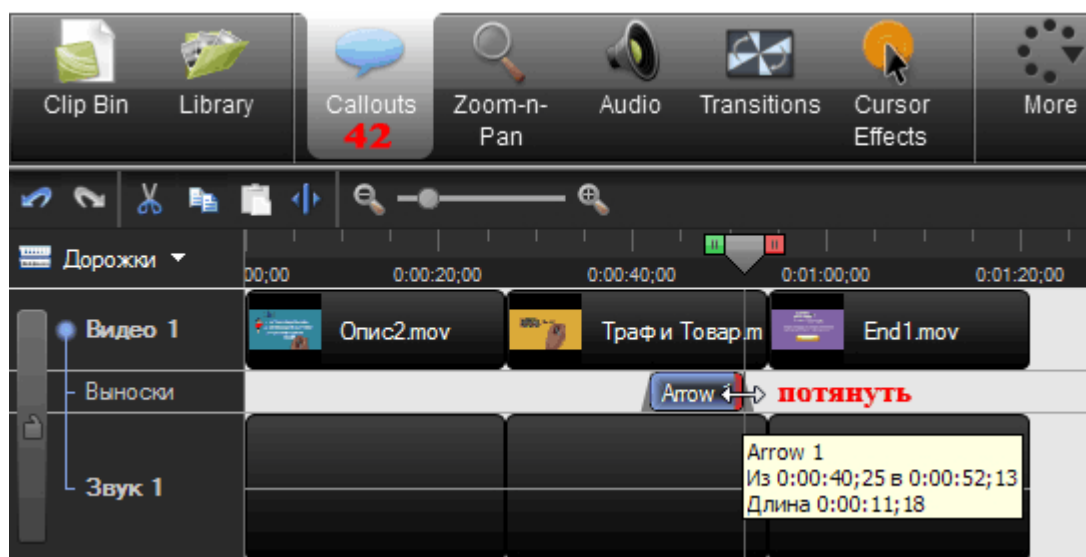 Clip Bin
Library
Callouts
42
Zoom-n-
Pan
Audio
Transitions
Cursor
Effects
More
Дорожки
00;00
0:00:20;00
0:00:40;00
0:01:00;00
0:01:20;00
Видео 1
Опис2.mov
Траф и Товар.m
End1.mov
Выноски
Arrow
потянуть
Arrow 1
Из 0:00:40;25 в 0:00:52;13
Длина 0:00:11;18
Звук 1